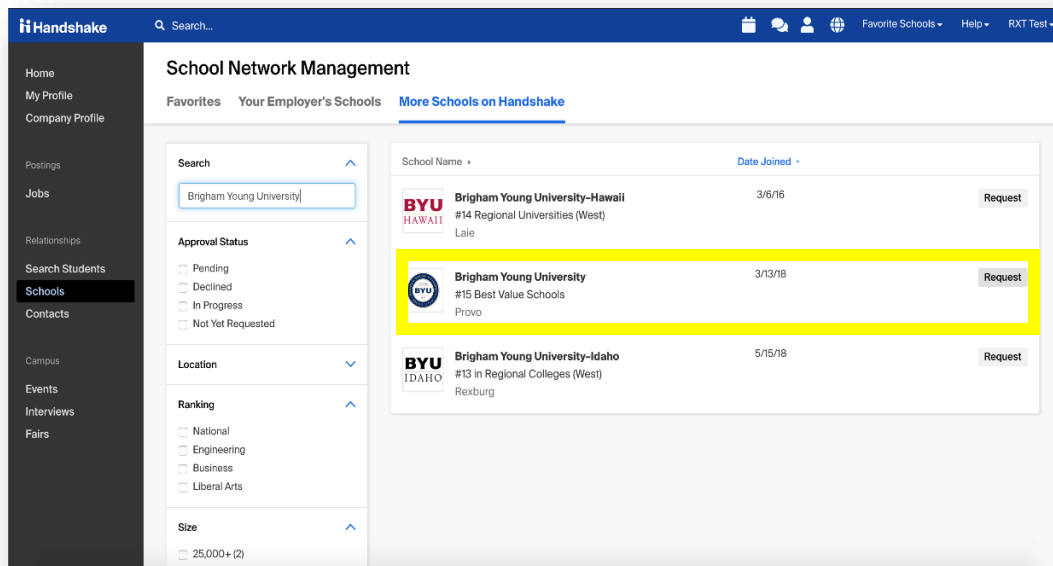 Handshake
Search...
Favorite Schools
Help
RXT Test
Home
My Profile
Company Profile
Postings
Jobs
Relationships
Search Students
Schools
Contacts
Campus
Events
Interviews
Fairs
School Network Management
Favorites Your Employer's Schools More Schools on Handshake
Search
Brigham Young University
Approval Status
Pending
Declined
In Progress
Not Yet Requested
Location
Ranking
National
Engineering
Business
Liberal Arts
Size
25,000+ (2)
School Name Date Joined
BYU
HAWAII
Brigham Young University-Hawaii 3/6/16 Request
#14 Regional Universities (West)
Laie
BYU
Brigham Young University 3/13/18 Request
#15 Best Value Schools
Provo
BYU
IDAHO
Brigham Young University-Idaho 5/15/18 Request
#13 in Regional Colleges (West)
Rexburg